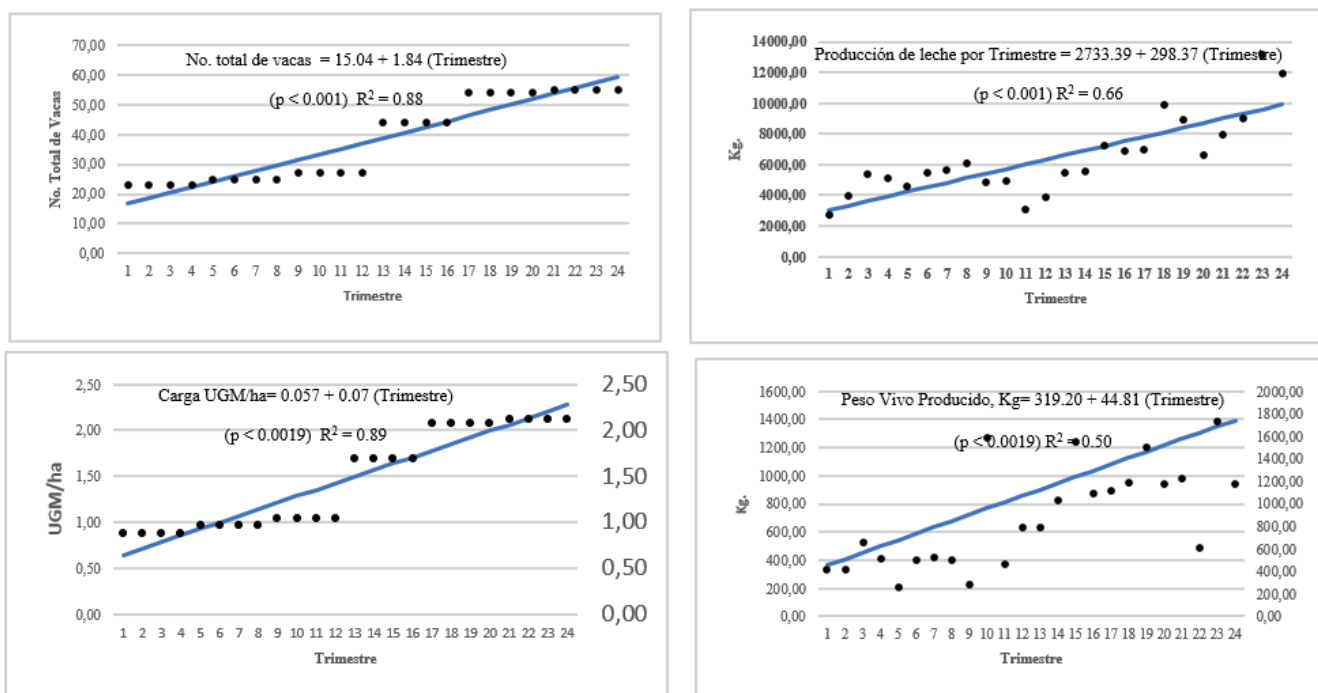 No. total de vacas = 15.04 + 1.84 (Trimestre)
(p < 0.001) R² = 0.88
No. Total de Vacas
70,00
60,00
50,00
40,00
30,00
20,00
10,00
0,00
1 2 3 4 5 6 7 8 9 10 11 12 13 14 15 16 17 18 19 20 21 22 23 24
Trimestre
Producción de leche por Trimestre = 2733.39 + 298.37 (Trimestre)
(p < 0.001) R² = 0.66
Kg.
14000,00
12000,00
10000,00
8000,00
6000,00
4000,00
2000,00
0,00
1 2 3 4 5 6 7 8 9 10 11 12 13 14 15 16 17 18 19 20 21 22 23 24
Trimestre
Carga UGM/ha= 0.057 + 0.07 (Trimestre)
(p < 0.0019) R² = 0.89
UGM/ha
2,50
2,00
1,50
1,00
0,50
0,00
2,50
2,00
1,50
1,00
0,50
0,00
1 2 3 4 5 6 7 8 9 10 11 12 13 14 15 16 17 18 19 20 21 22 23 24
Trimestre
Peso Vivo Producido, Kg= 319.20 + 44.81 (Trimestre)
(p < 0.0019) R² = 0.50
Kg.
1600,00
1400,00
1200,00
1000,00
800,00
600,00
400,00
200,00
0,00
2000,00
1800,00
1600,00
1400,00
1200,00
1000,00
800,00
600,00
400,00
200,00
0,00
1 2 3 4 5 6 7 8 9 10 11 12 13 14 15 16 17 18 19 20 21 22 23 24
Trimestre